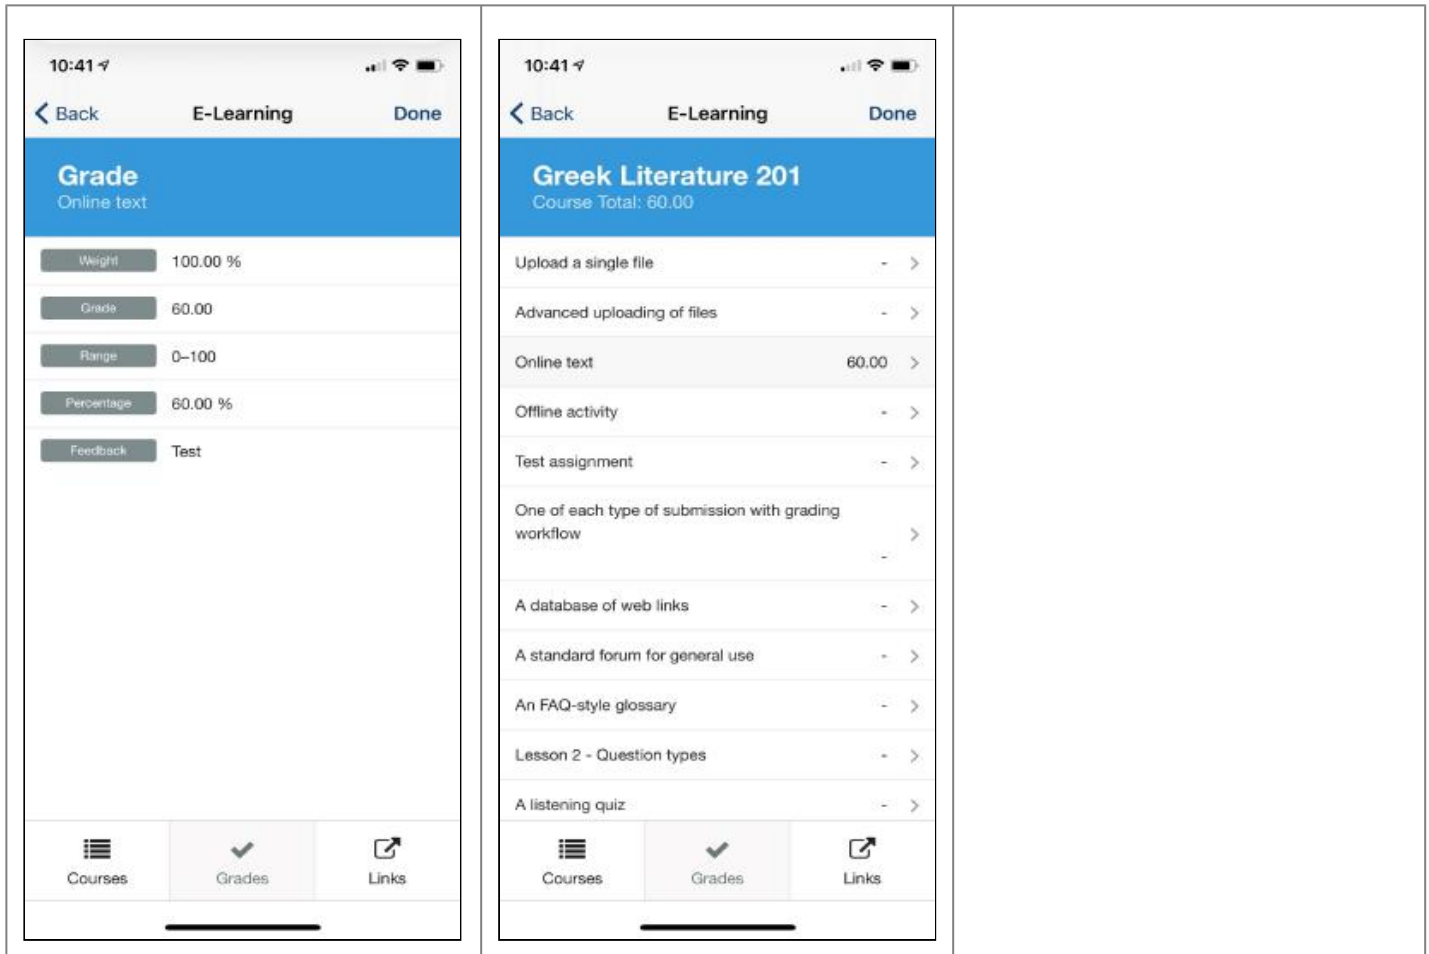 10:41
Back E-Learning Done
Grade
Online text
Weight 100.00 %
Grade 60.00
Range 0–100
Percentage 60.00 %
Feedback Test
Courses Grades Links
10:41
Back E-Learning Done
Greek Literature 201
Course Total: 60.00
Upload a single file -
Advanced uploading of files -
Online text 60.00
Offline activity -
Test assignment -
One of each type of submission with grading
workflow
-
A database of web links -
A standard forum for general use -
An FAQ-style glossary -
Lesson 2 - Question types -
A listening quiz -
Courses Grades Links